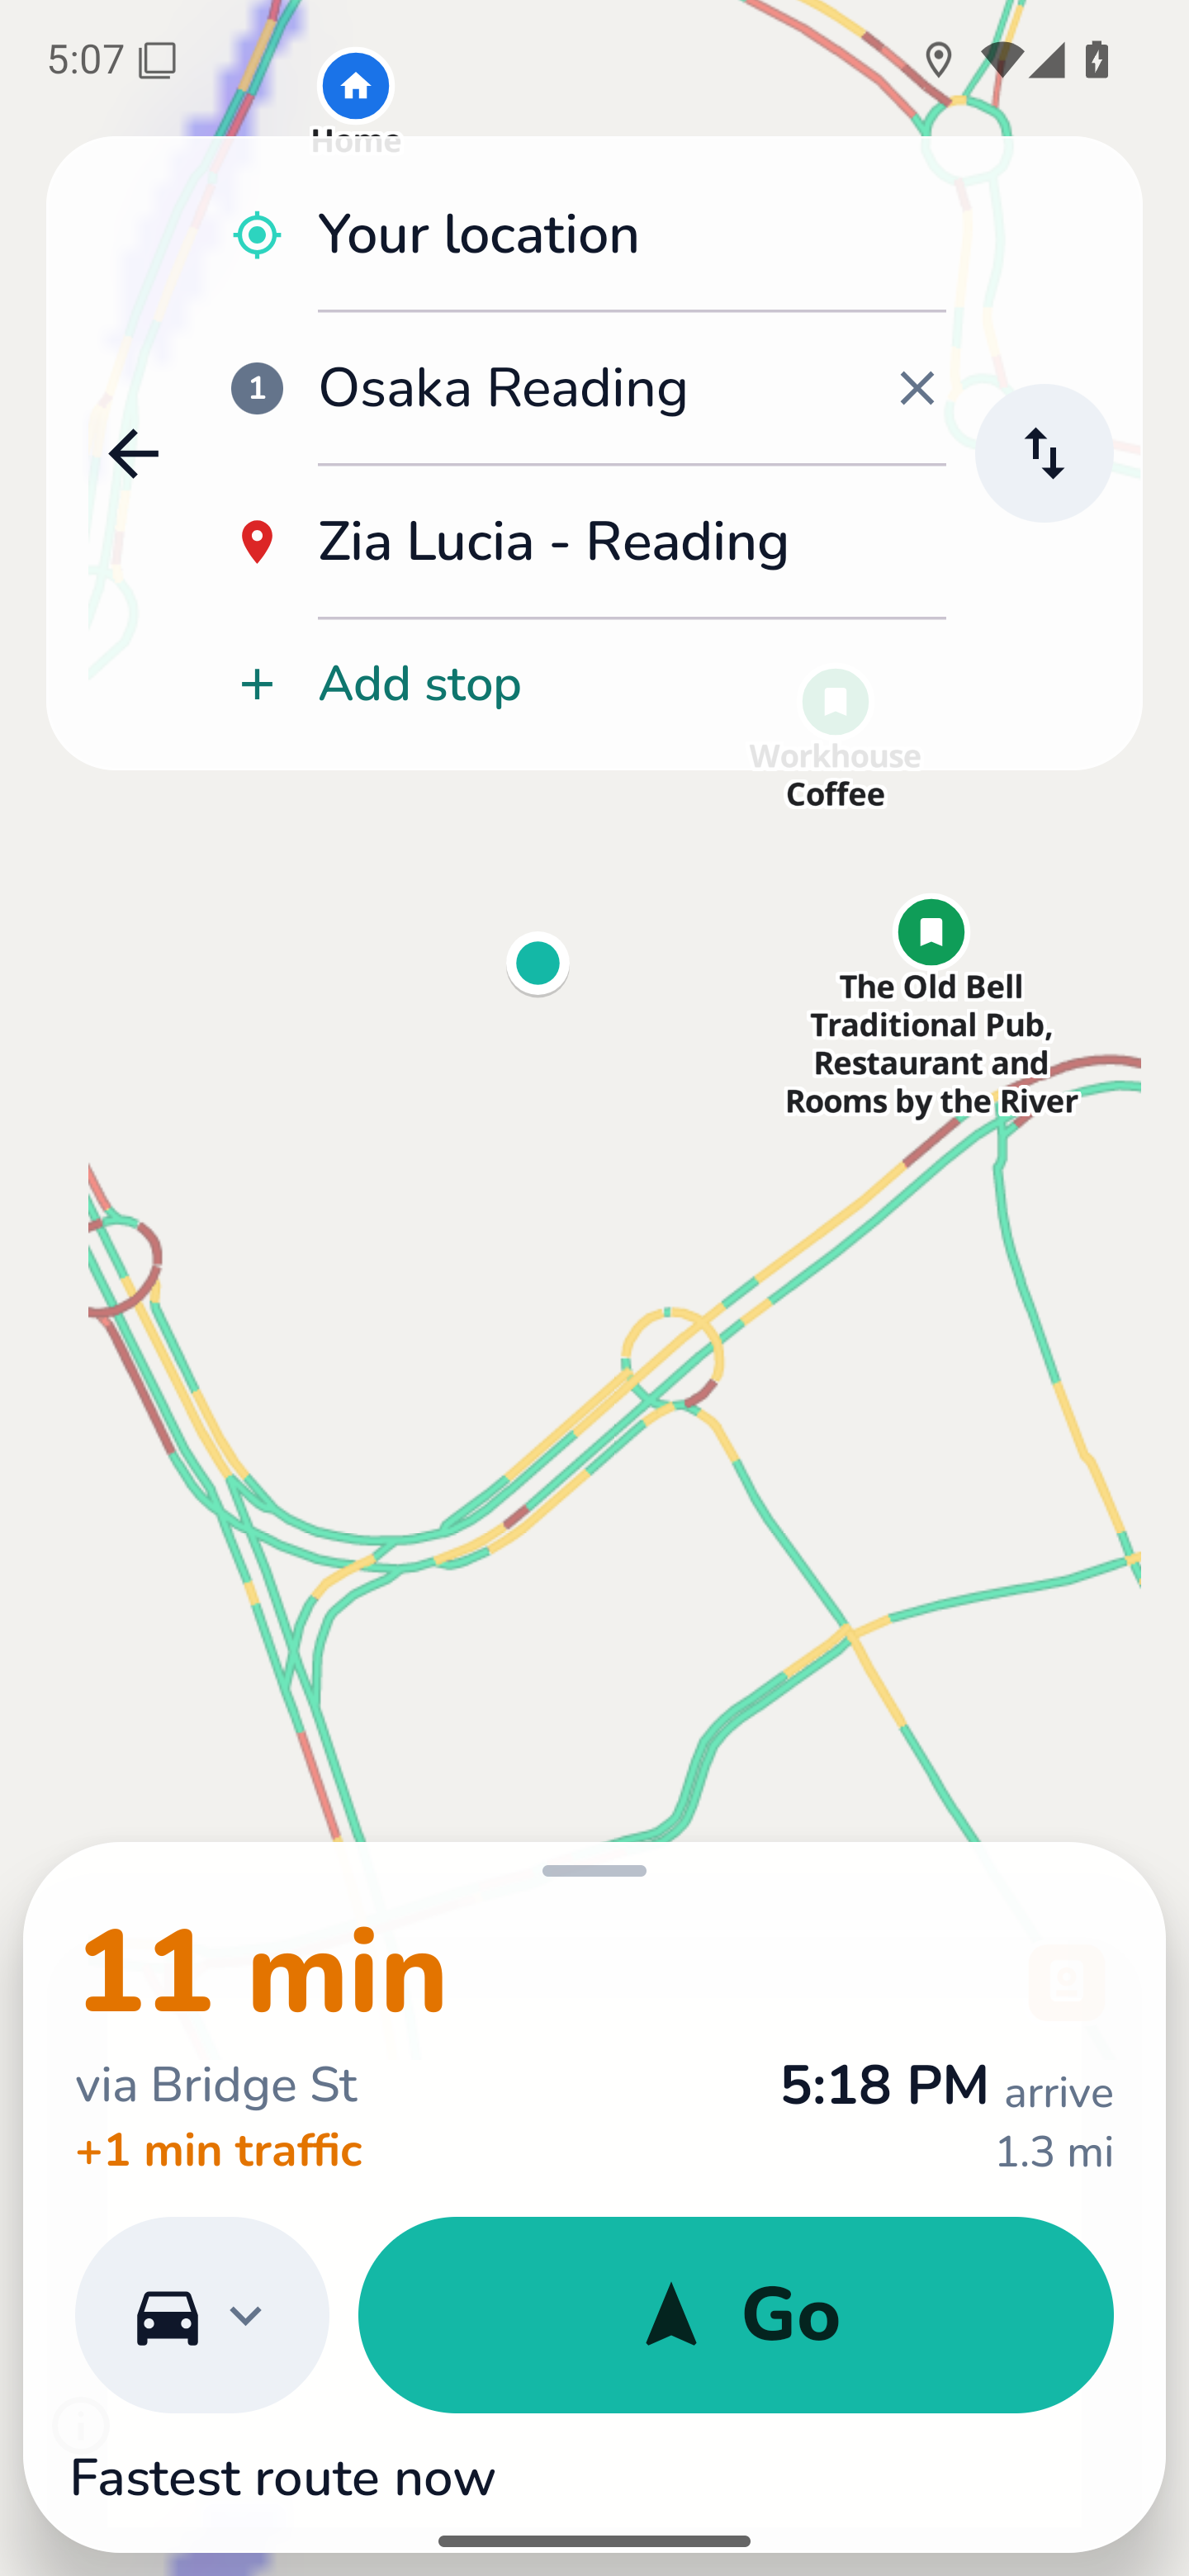 5:07
Home
Your location
1
Osaka Reading
Zia Lucia - Reading
Add stop
Workhouse
Coffee
The Old Bell
Traditional Pub,
Restaurant and
Rooms by the River
11 min
via Bridge St
5:18 PM arrive
+1 min traffic
1.3 mi
Go
Fastest route now